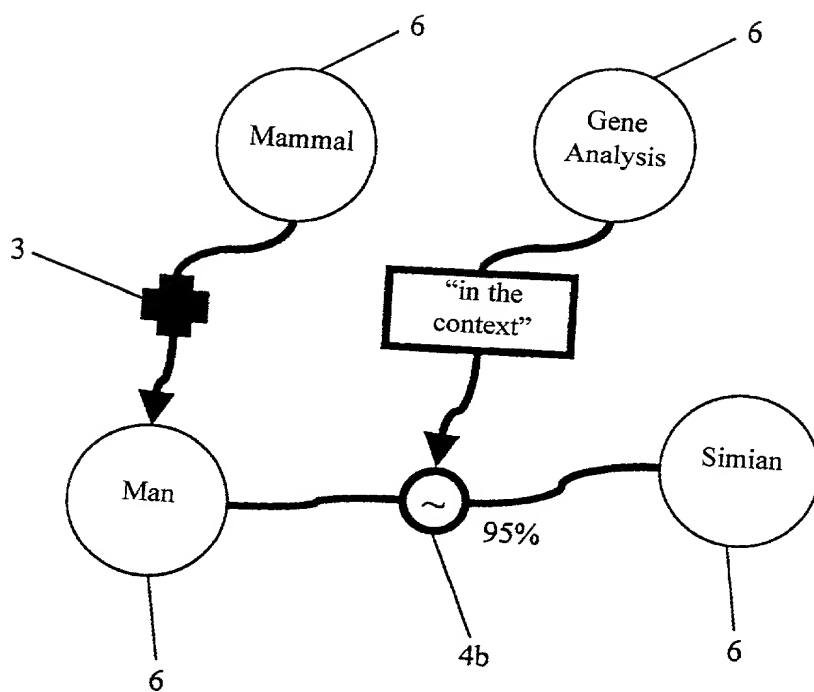 6
6
Mammal
Gene
Analysis
3
“in the
context”
Man
~
Simian
95%
6
4b
6